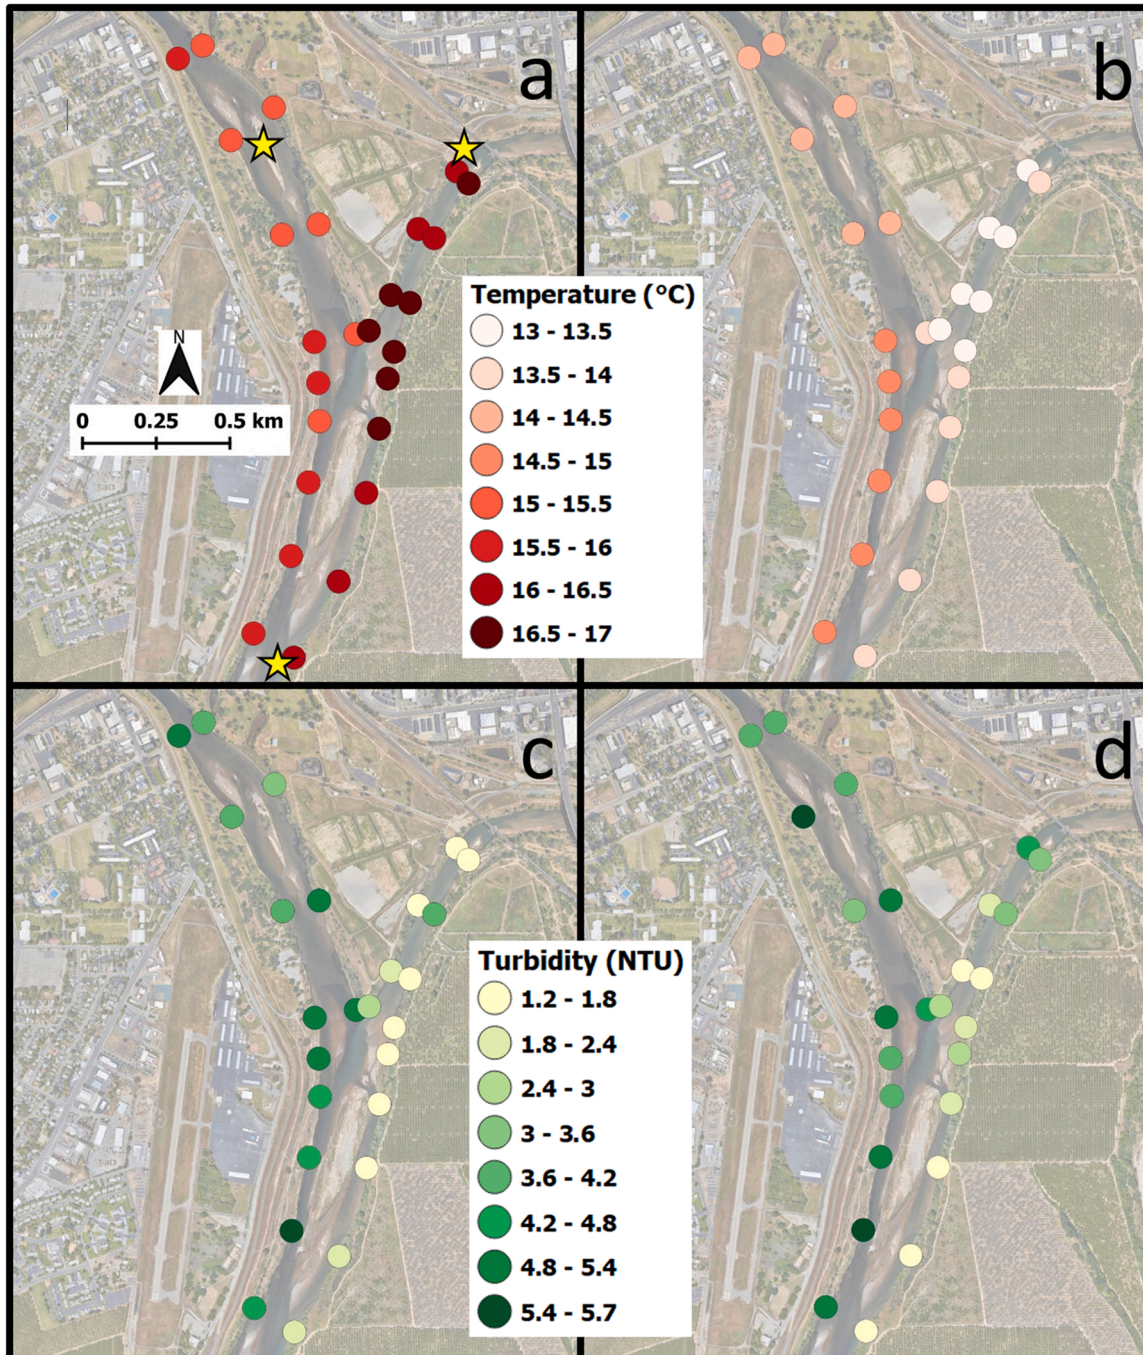 a
b
N
0 0.25 0.5 km
Temperature (°C)
13 - 13.5
13.5 - 14
14 - 14.5
14.5 - 15
15 - 15.5
15.5 - 16
16 - 16.5
16.5 - 17
c
d
Turbidity (NTU)
1.2 - 1.8
1.8 - 2.4
2.4 - 3
3 - 3.6
3.6 - 4.2
4.2 - 4.8
4.8 - 5.4
5.4 - 5.7